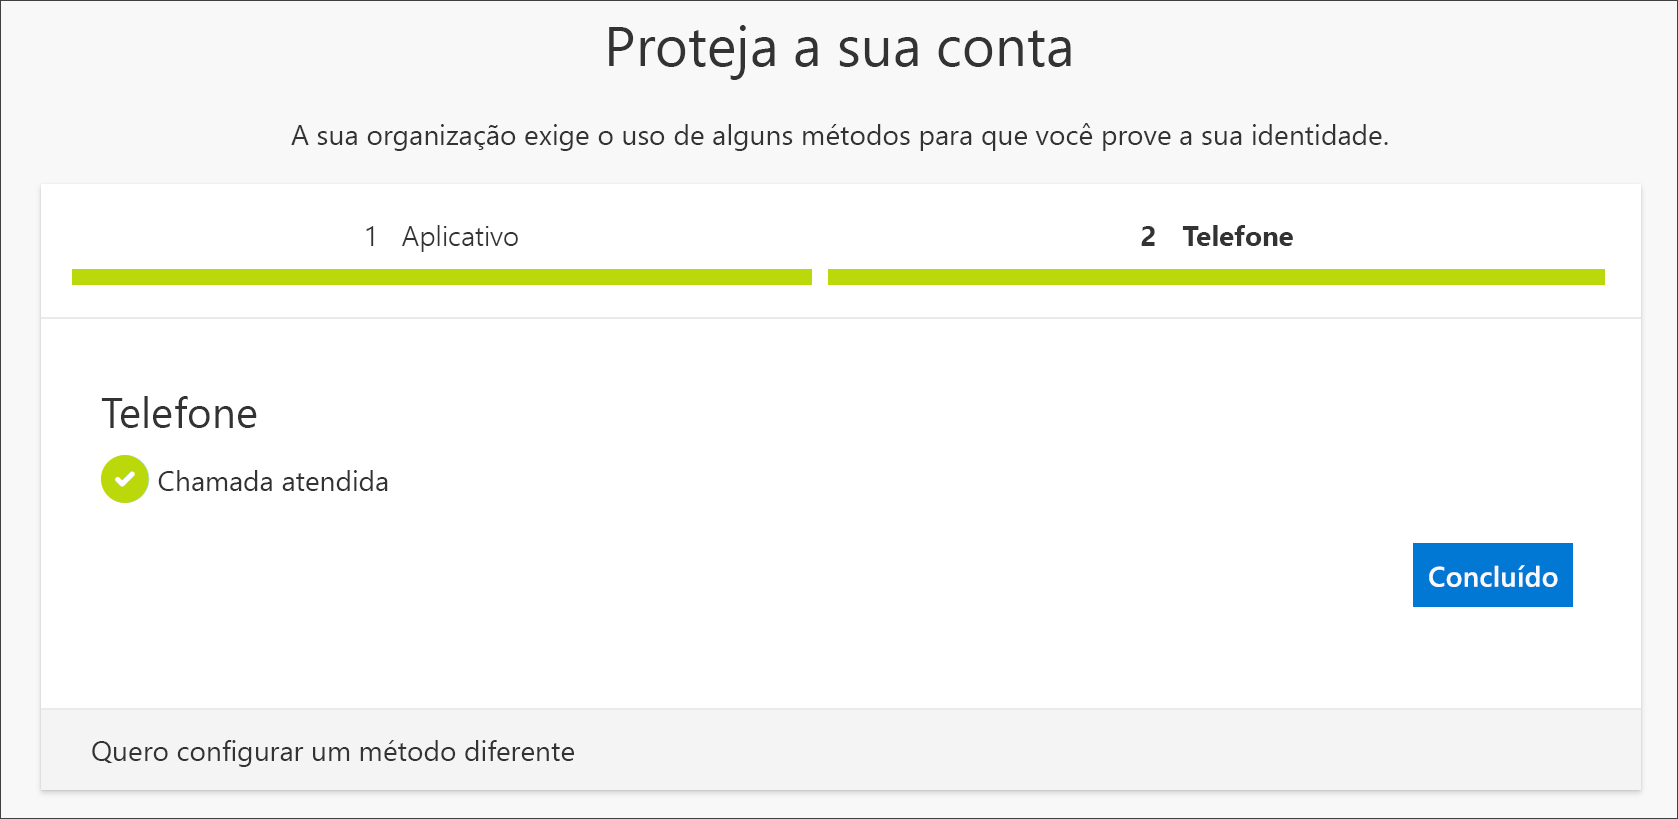 Proteja a sua conta
A sua organização exige o uso de alguns métodos para que você prove a sua identidade.
1 Aplicativo
2 Telefone
Telefone
Chamada atendida
Concluído
Quero configurar um método diferente